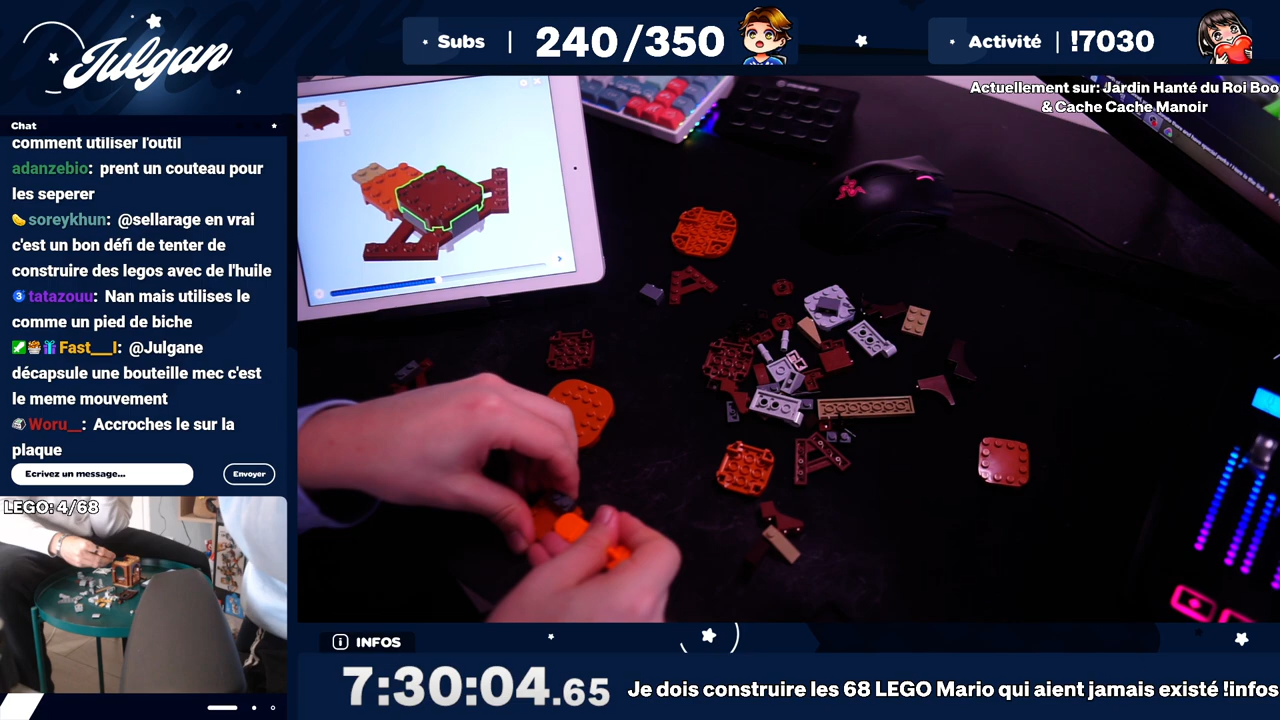 Julgan
Subs | 240/350
Activité | !7030
Actuellement sur: Jardin Hanté du Roi Boo
& Cache Cache Manoir
Chat
comment utiliser l'outil
adanzebio: prent un couteau pour
les seperer
soreykhun: @sellarage en vrai
c'est un bon défi de tenter de
construire des legos avec de l'huile
3 tatazouu: Nan mais utilises le
comme un pied de biche
Fast___l: @Julgane
décapsule une bouteille mec c'est
le meme mouvement
Woru__: Accroches le sur la
plaque
Ecrivez un message...
Envoyer
LEGO: 4/68
i INFOS
7:30:04.65
Je dois construire les 68 LEGO Mario qui aient jamais existé !infos